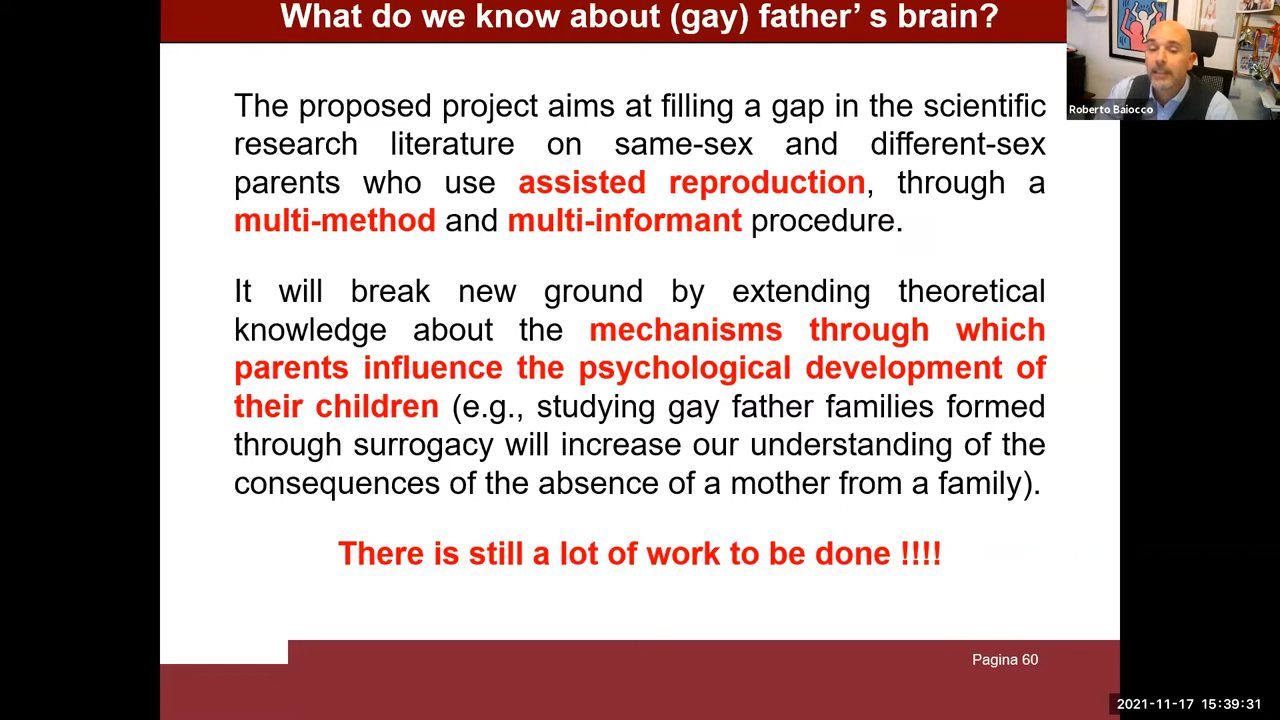 What do we know about (gay) father’ s brain?
Roberto Baiocco
The proposed project aims at filling a gap in the scientific
research literature on same-sex and different-sex
parents who use assisted reproduction, through a
multi-method and multi-informant procedure.
It will break new ground by extending theoretical
knowledge about the mechanisms through which
parents influence the psychological development of
their children (e.g., studying gay father families formed
through surrogacy will increase our understanding of the
consequences of the absence of a mother from a family).
There is still a lot of work to be done !!!!
Pagina 60
2021-11-17 15:39:31